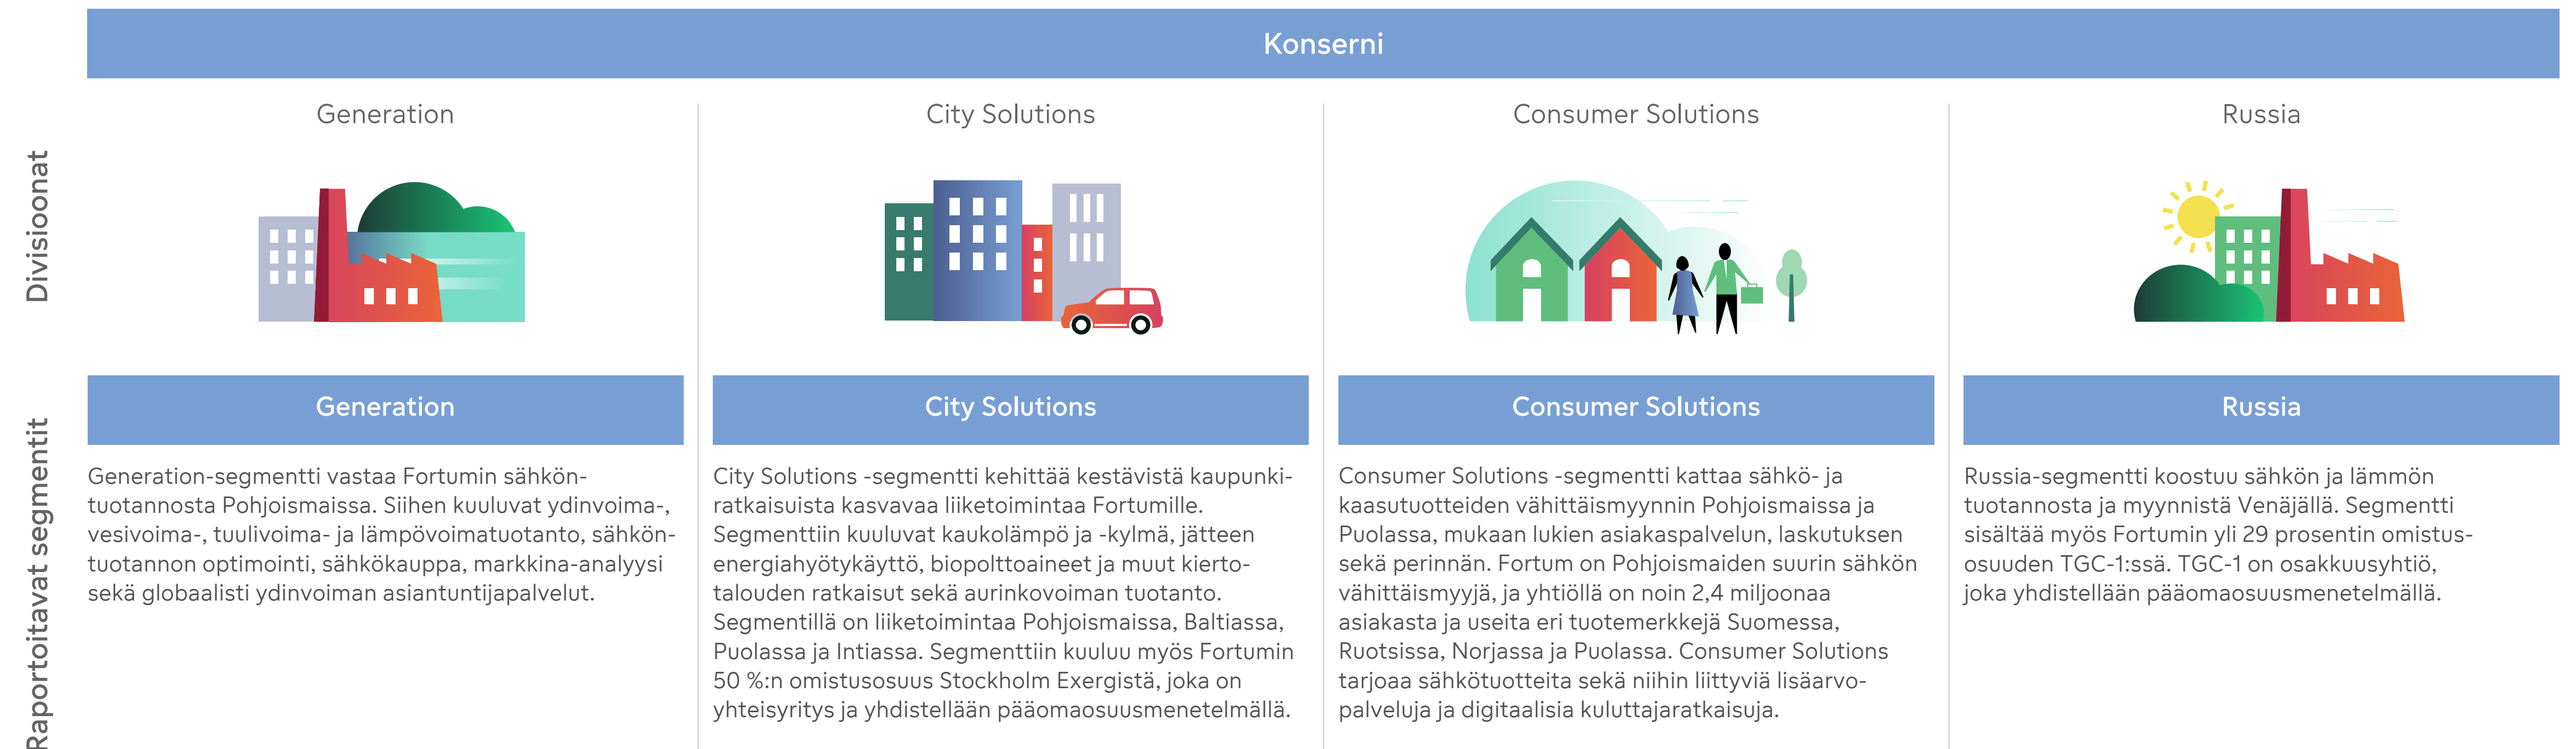 Konserni
Divisioonat
Generation
City Solutions
Consumer Solutions
Russia
Raportoitavat segmentit
Generation
Generation-segmentti vastaa Fortumin sähkön-
tuotannosta Pohjoismaissa. Siihen kuuluvat ydinvoima-,
vesivoima-, tuulivoima- ja lämpövoimatuotanto, sähkön-
tuotannon optimointi, sähkökauppa, markkina-analyysi
sekä globaalisti ydinvoiman asiantuntijapalvelut.
City Solutions
City Solutions -segmentti kehittää kestävistä kaupunki-
ratkaisuista kasvavaa liiketoimintaa Fortumille.
Segmenttiin kuuluvat kaukolämpö ja -kylmä, jätteen
energiahyötykäyttö, biopolttoaineet ja muut kierto-
talouden ratkaisut sekä aurinkovoiman tuotanto.
Segmentillä on liiketoimintaa Pohjoismaissa, Baltiassa,
Puolassa ja Intiassa. Segmenttiin kuuluu myös Fortumin
50 %:n omistusosuus Stockholm Exergistä, joka on
yhteisyritys ja yhdistellään pääomaosuusmenetelmällä.
Consumer Solutions
Consumer Solutions -segmentti kattaa sähkö- ja
kaasutuotteiden vähittäismyynnin Pohjoismaissa ja
Puolassa, mukaan lukien asiakaspalvelun, laskutuksen
sekä perinnän. Fortum on Pohjoismaiden suurin sähkön
vähittäismyyjä, ja yhtiöllä on noin 2,4 miljoonaa
asiakasta ja useita eri tuotemerkkejä Suomessa,
Ruotsissa, Norjassa ja Puolassa. Consumer Solutions
tarjoaa sähkötuotteita sekä niihin liittyviä lisäarvo-
palveluja ja digitaalisia kuluttajaratkaisuja.
Russia
Russia-segmentti koostuu sähkön ja lämmön
tuotannosta ja myynnistä Venäjällä. Segmentti
sisältää myös Fortumin yli 29 prosentin omistus-
osuuden TGC-1:ssä. TGC-1 on osakkuusyhtiö,
joka yhdistellään pääomaosuusmenetelmällä.